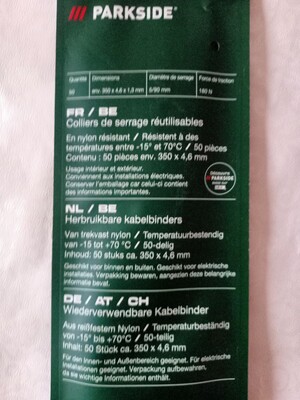 /// PARKSIDE®
Quantité Dimensions Diamètre de serrage Force de traction
50 env. 350 x 4,6 x 1,3 mm 5/90 mm 180 N
FR / BE
Colliers de serrage réutilisables
En nylon résistant / Résistent à des
températures entre -15° et 70°C / 50 pièces
Contenu : 50 pièces env. 350 x 4,6 mm
Usage intérieur et extérieur.
Conviennent aux installations électriques.
Conserver l'emballage car celui-ci contient
des informations importantes.
PARKSIDE
NL / BE
Herbruikbare kabelbinders
Van trekvast nylon / Temperatuurbestendig
van -15 tot +70 °C / 50-delig
Inhoud: 50 stuks ca. 350 x 4,6 mm
Geschikt voor binnen en buiten. Geschikt voor elektrische
installaties. Verpakking bewaren, aangezien deze belangrijke
informatie bevat.
DE / AT / CH
Wiederverwendbare Kabelbinder
Aus reißfestem Nylon / Temperaturbeständig
von -15° bis +70°C / 50-teilig
Inhalt: 50 Stück ca. 350 x 4,6 mm
Für den Innen- und Außenbereich geeignet. Für elektrische
Installationen geeignet. Verpackung aufbewahren,
da sie wichtige Informationen enthält.